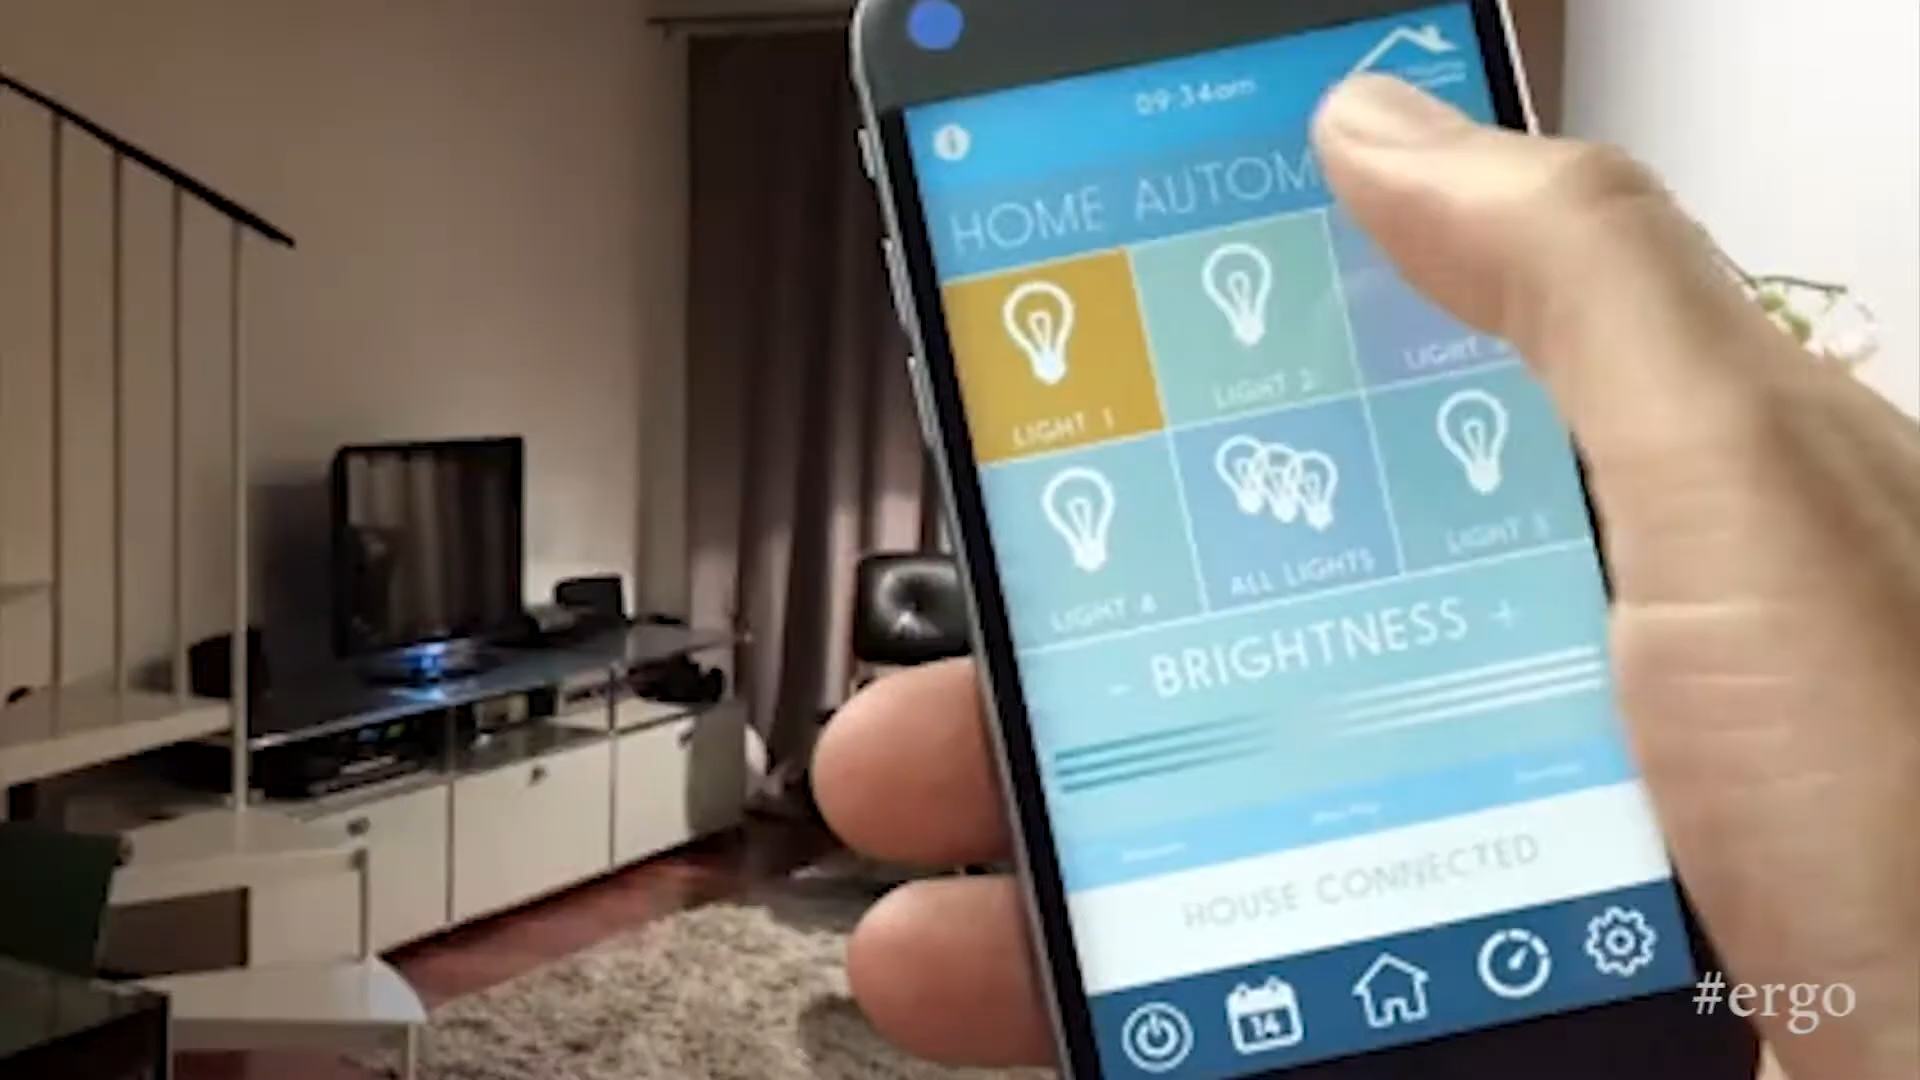 09:34am
HOME AUTOM
LIGHT 1
LIGHT 2
LIGHT
LIGHT 4
ALL LIGHTS
LIGHT 5
- BRIGHTNESS +
HOUSE CONNECTED
14
#ergo